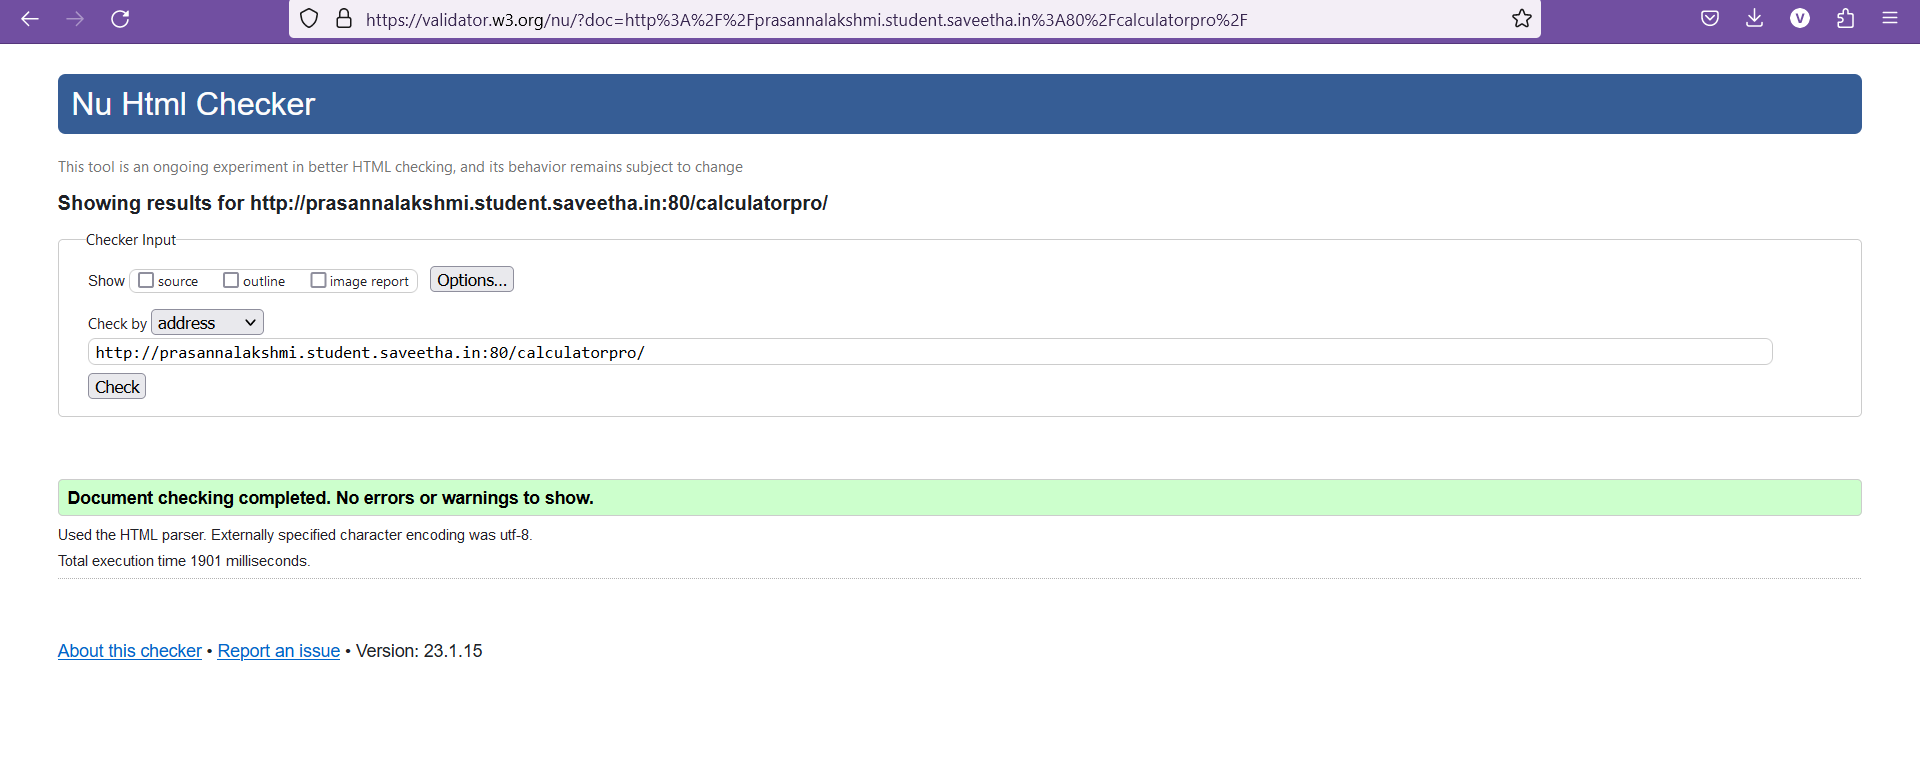 https://validator.w3.org/nu/?doc=http%3A%2F%2Fprasannalakshmi.student.saveetha.in%3A80%2Fcalculatorpro%2F
V
Nu Html Checker
This tool is an ongoing experiment in better HTML checking, and its behavior remains subject to change
Showing results for http://prasannalakshmi.student.saveetha.in:80/calculatorpro/
Checker Input
Show source outline image report Options...
Check by address
http://prasannalakshmi.student.saveetha.in:80/calculatorpro/
Check
Document checking completed. No errors or warnings to show.
Used the HTML parser. Externally specified character encoding was utf-8.
Total execution time 1901 milliseconds.
About this checker • Report an issue • Version: 23.1.15